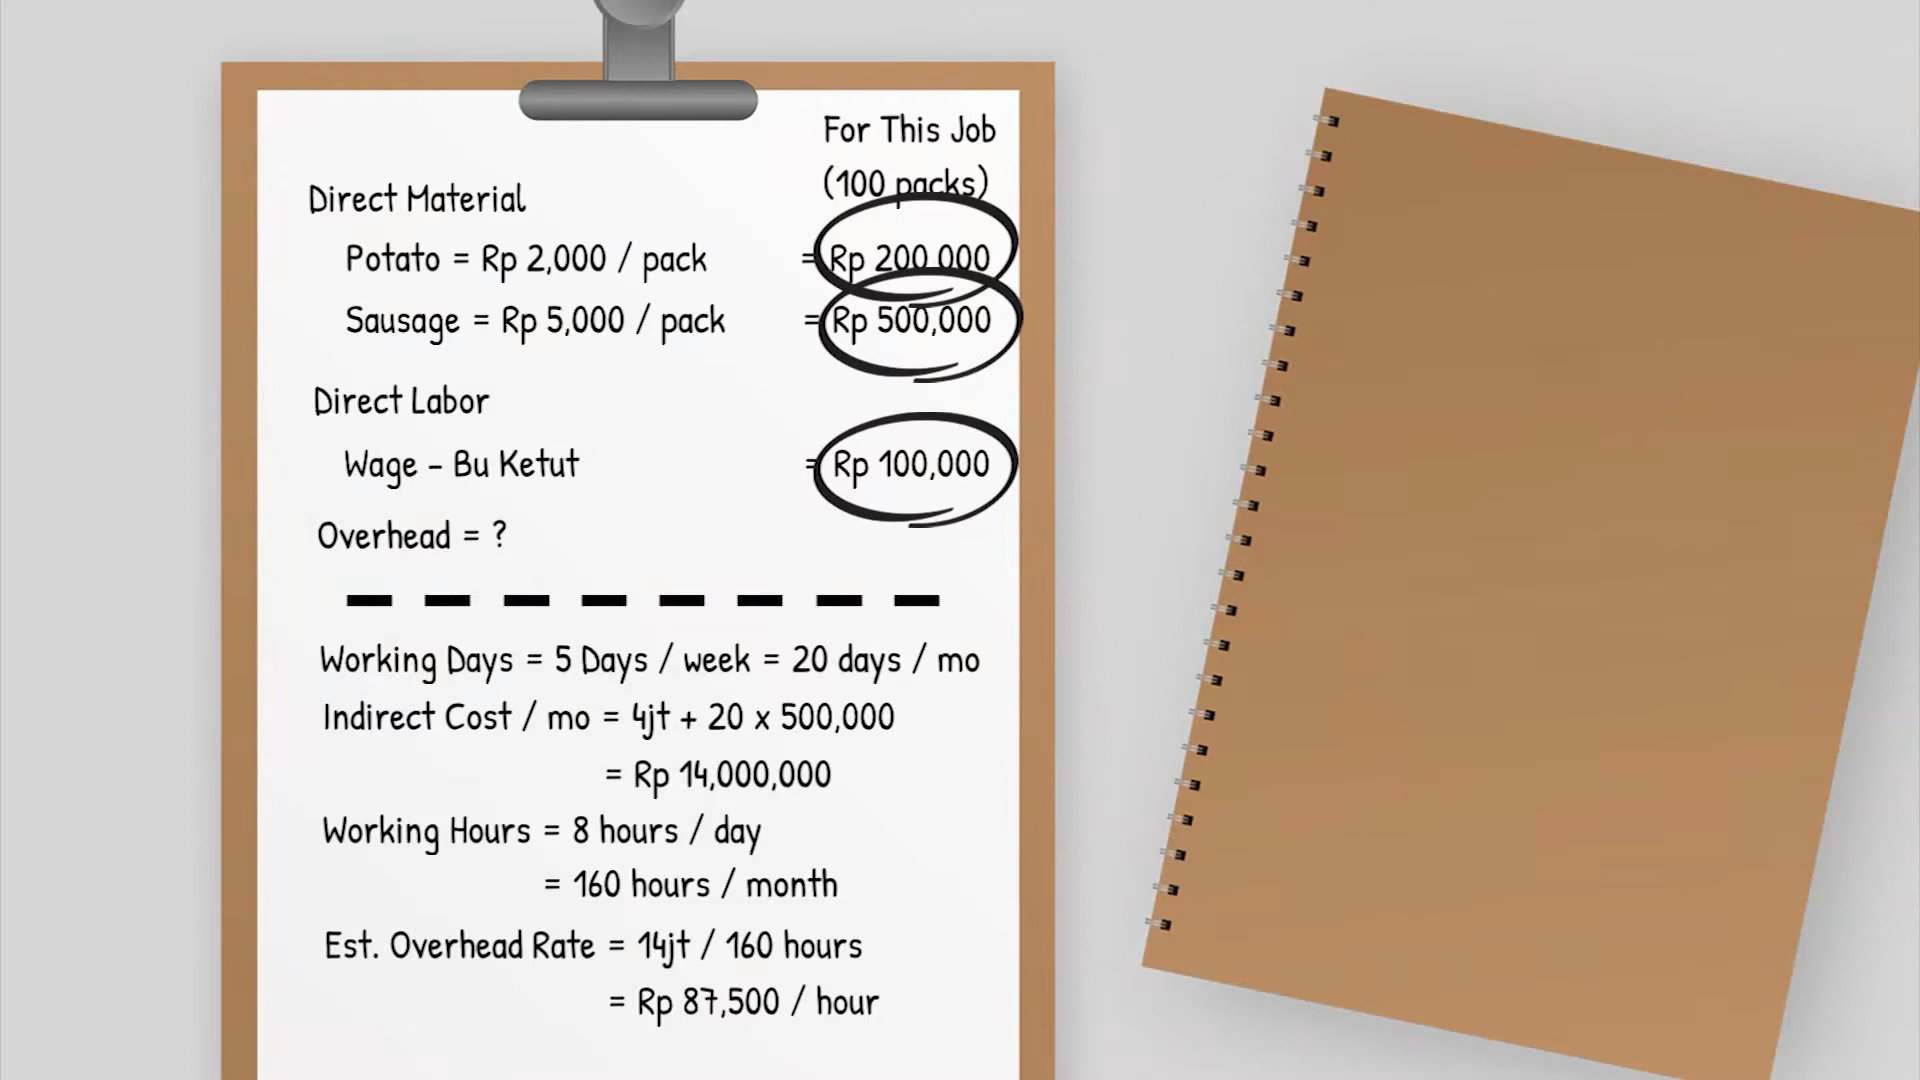 For This Job
(100 packs)
Direct Material
Potato = Rp 2,000 / pack = Rp 200,000
Sausage = Rp 5,000 / pack = Rp 500,000
Direct Labor
Wage - Bu Ketut = Rp 100,000
Overhead = ?
Working Days = 5 Days / week = 20 days / mo
Indirect Cost / mo = 4jt + 20 x 500,000
= Rp 14,000,000
Working Hours = 8 hours / day
= 160 hours / month
Est. Overhead Rate = 14jt / 160 hours
= Rp 87,500 / hour